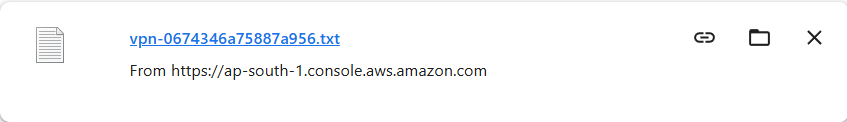 vpn-0674346a75887a956.txt
From https://ap-south-1.console.aws.amazon.com